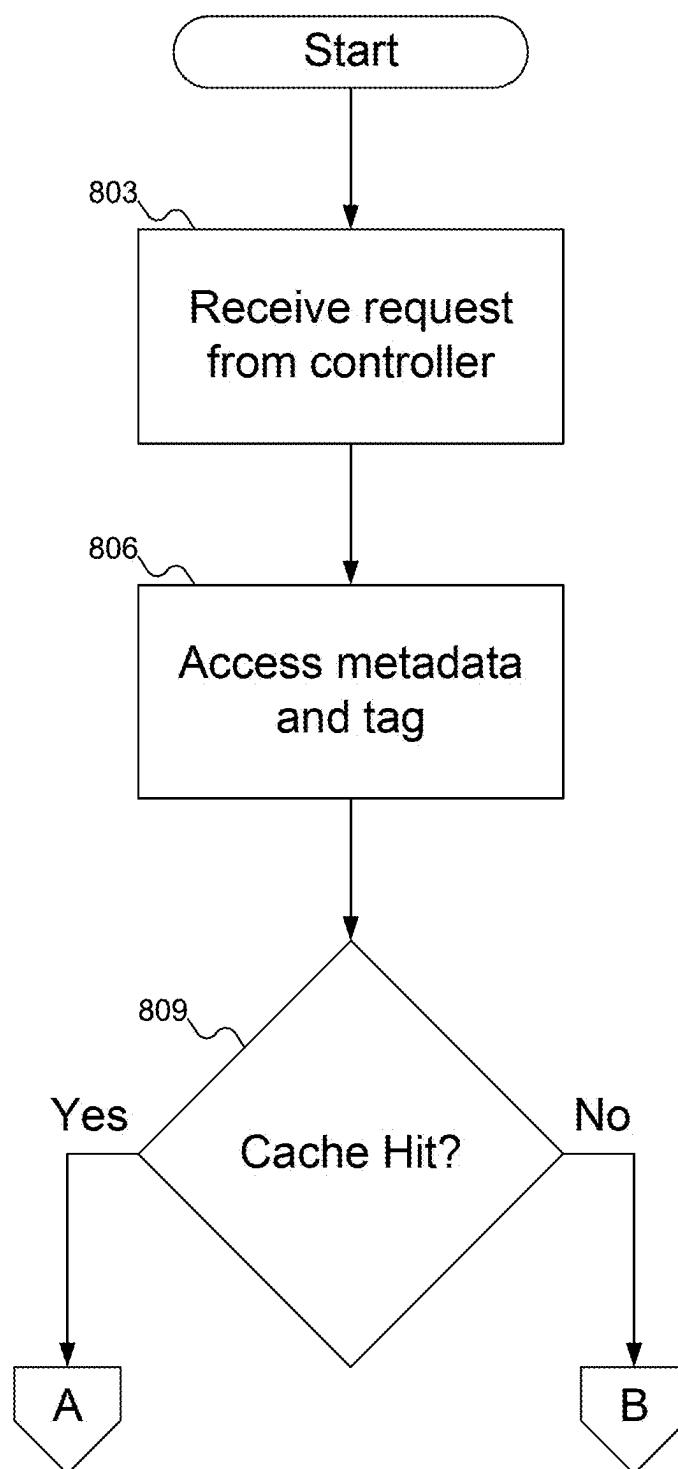 Start
803
Receive request
from controller
806
Access metadata
and tag
809
Yes
No
Cache Hit?
A
B